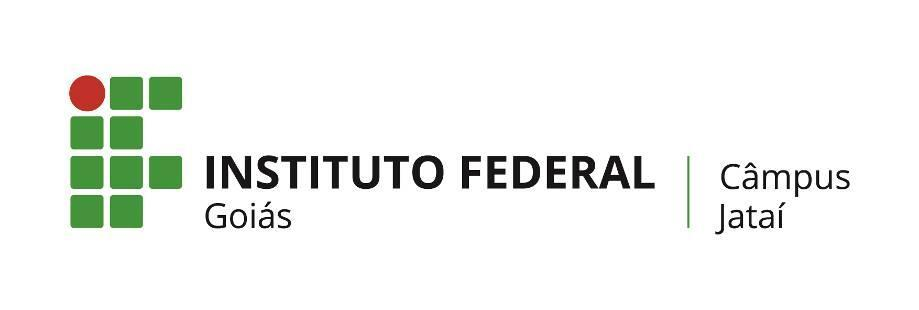 INSTITUTO FEDERAL
Goiás
Câmpus
Jataí